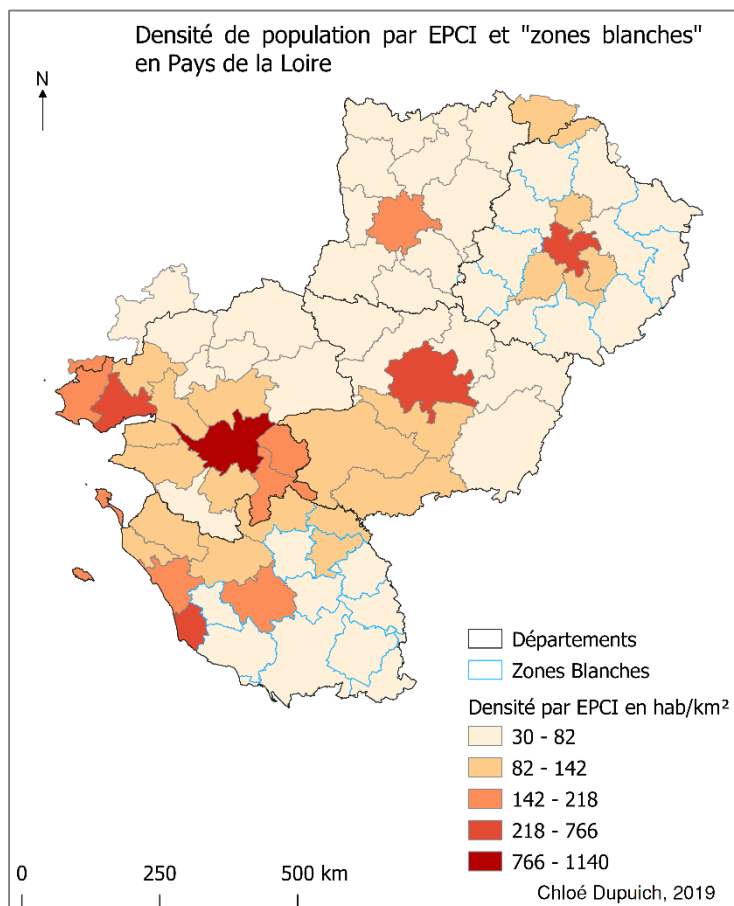 Densité de population par EPCI et "zones blanches"
en Pays de la Loire
N
Départements
Zones Blanches
Densité par EPCI en hab/km²
30 - 82
82 - 142
142 - 218
218 - 766
766 - 1140
0 250 500 km
Chloé Dupuich, 2019